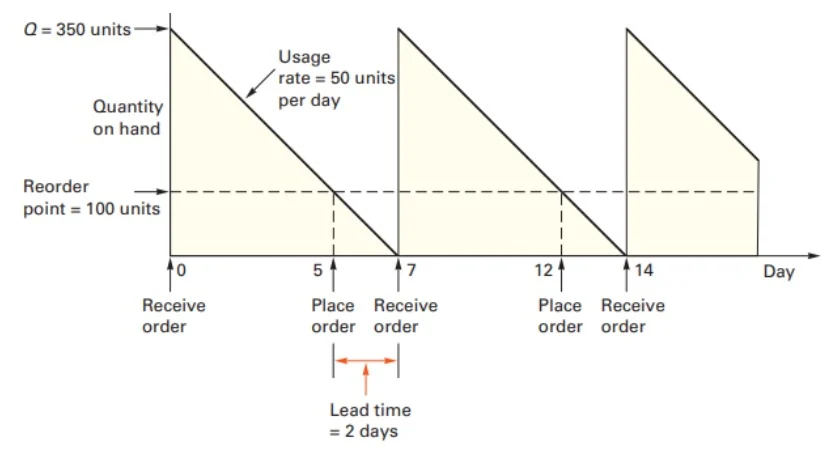 Q = 350 units
Usage
rate = 50 units
per day
Quantity
on hand
Reorder
point = 100 units
0
5
7
12
14
Day
Receive
order
Place
order
Receive
order
Place
order
Receive
order
Lead time
= 2 days